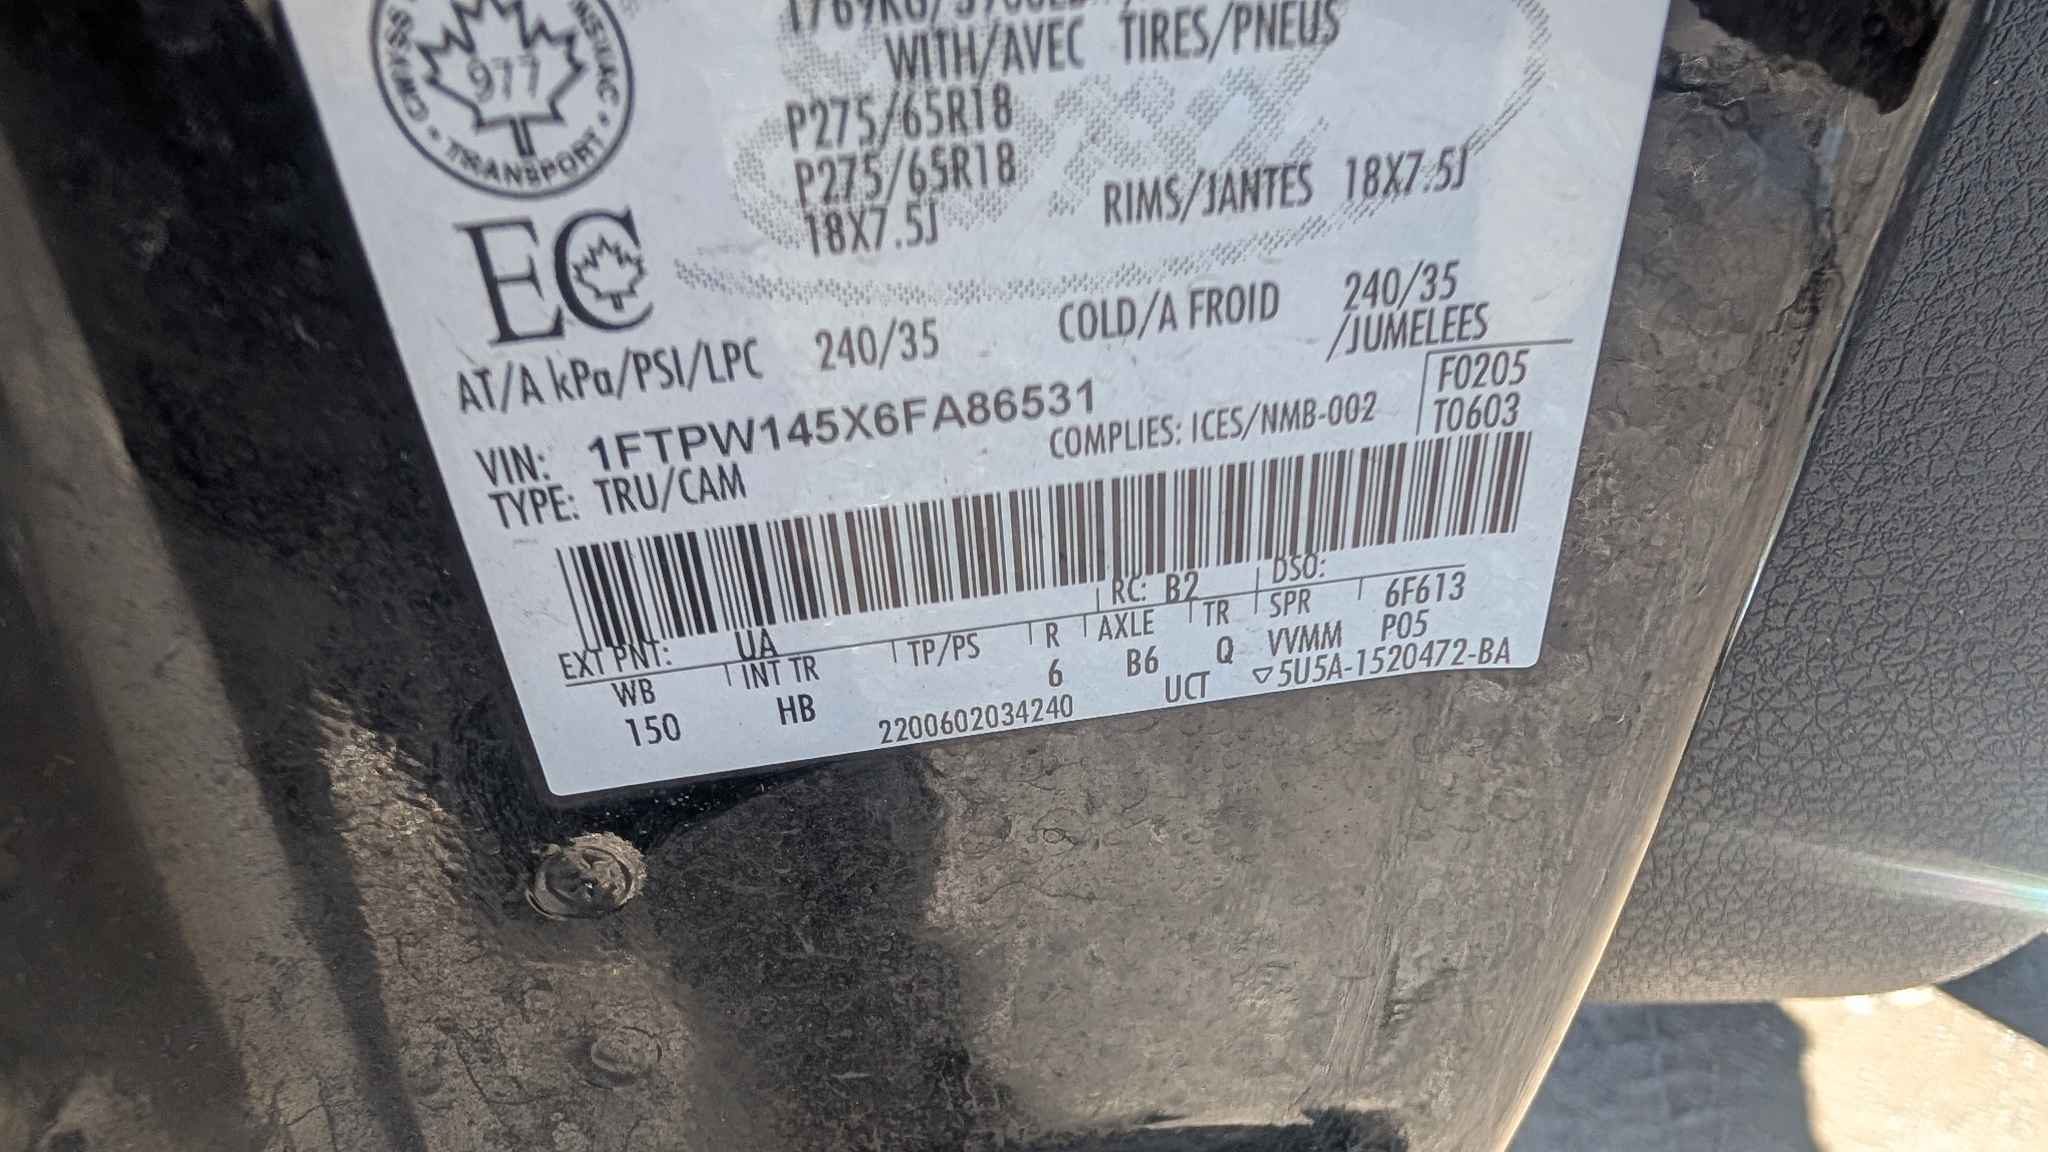 CMVSS NSVAC
977
TRANSPORT
WITH/AVEC TIRES/PNEUS
P275/65R18
P275/65R18
18X7.5J RIMS/JANTES 18X7.5J
EC
AT/A kPa/PSI/LPC 240/35 COLD/A FROID 240/35
/JUMELEES
VIN: 1FTPW145X6FA86531 F0205
TYPE: TRU/CAM COMPLIES: ICES/NMB-002 T0603
EXT PNT: UA RC: B2 DSO:
WB INT TR TP/PS R AXLE TR SPR 6F613
150 HB 6 B6 Q VVMM P05
2200602034240 UCT ▽5U5A-1520472-BA